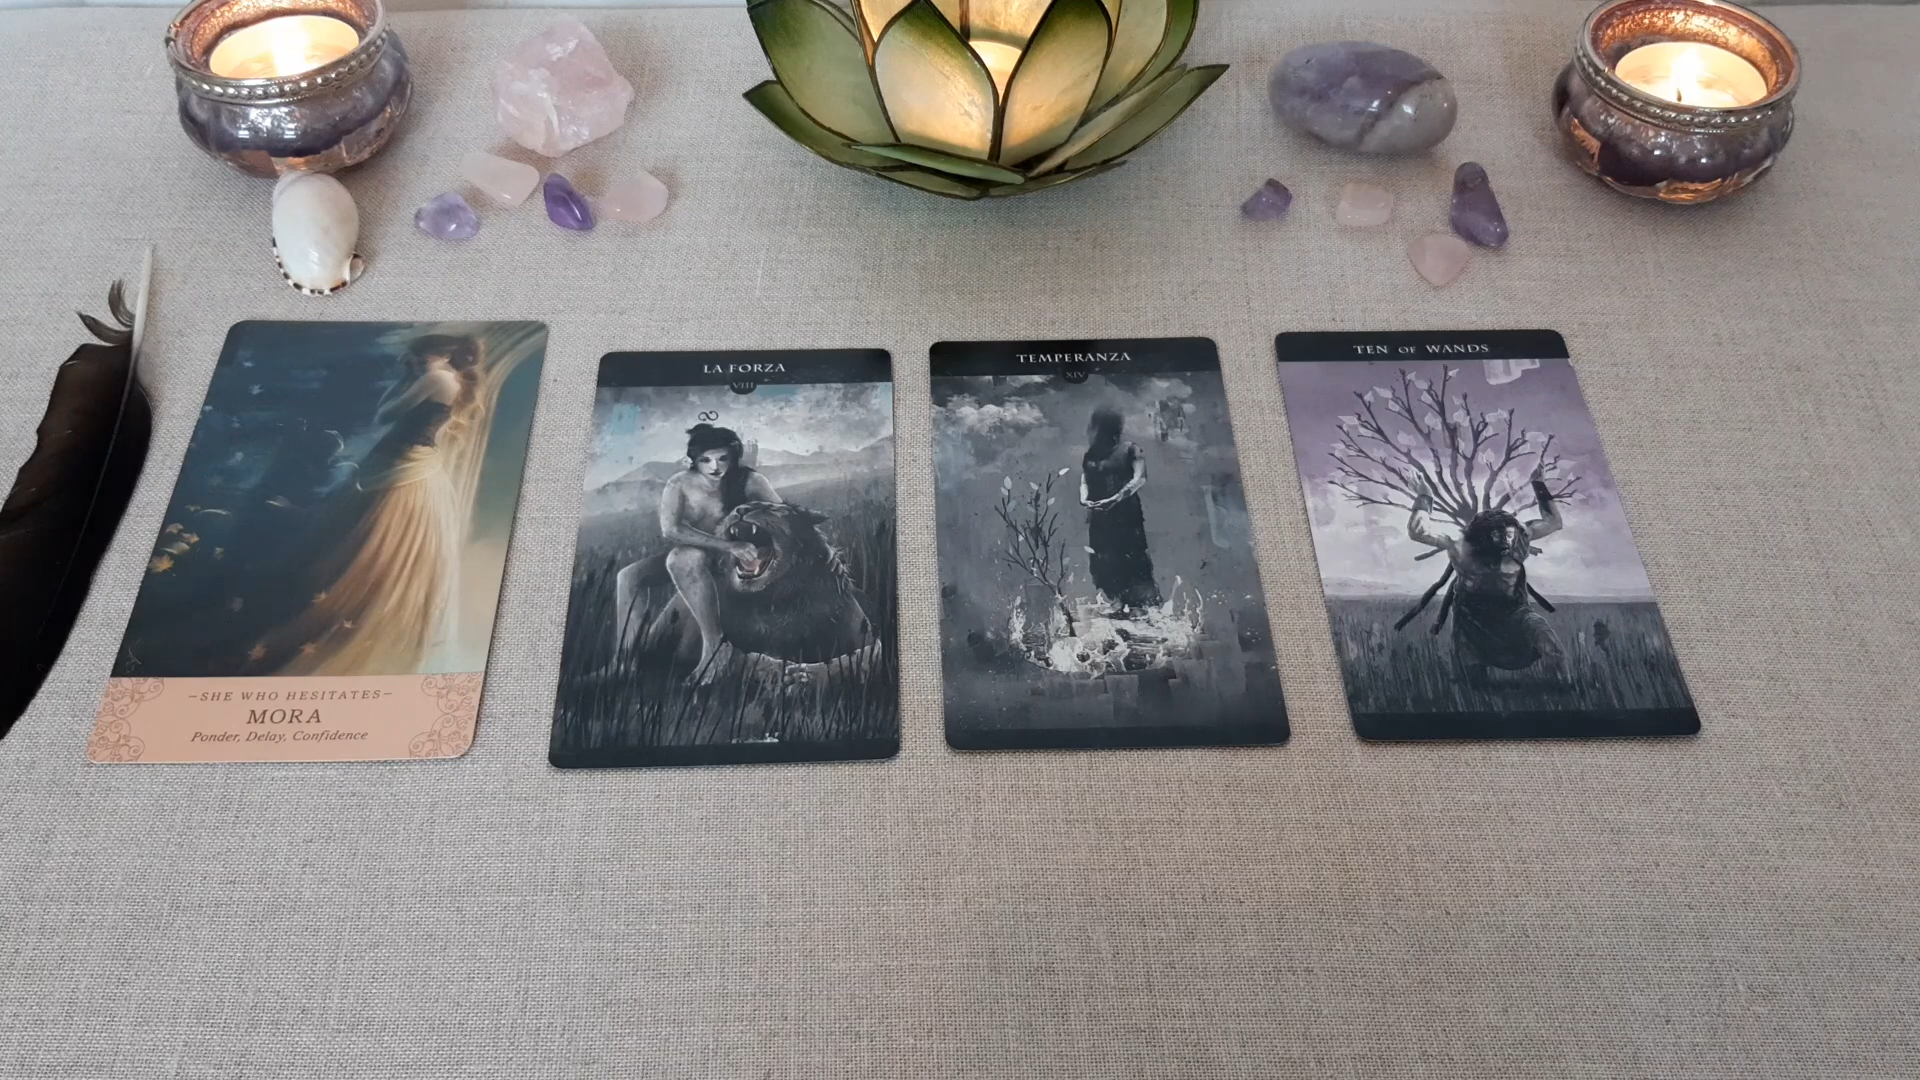 -SHE WHO HESITATES-
MORA
Ponder, Delay, Confidence
LA FORZA
VIII
TEMPERANZA
XIV
TEN OF WANDS